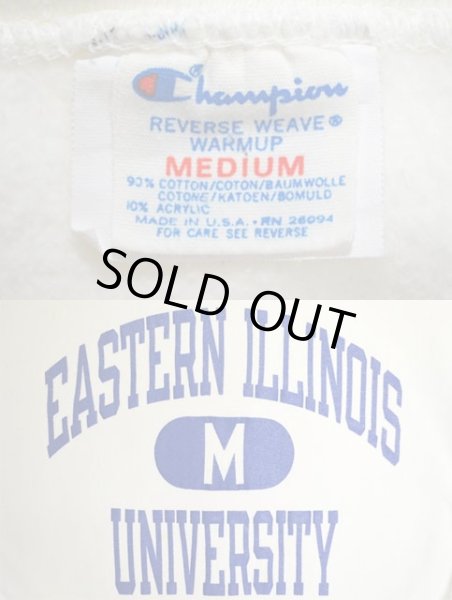 Champion
REVERSE WEAVE®
WARMUP
MEDIUM
90% COTTON/COTON/BAUMWOLLE
COTONE/KATOEN/BOMULD
10% ACRYLIC
MADE IN U.S.A. • RN 26094
FOR CARE SEE REVERSE
SOLD OUT
EASTERN ILLINOIS
M
UNIVERSITY